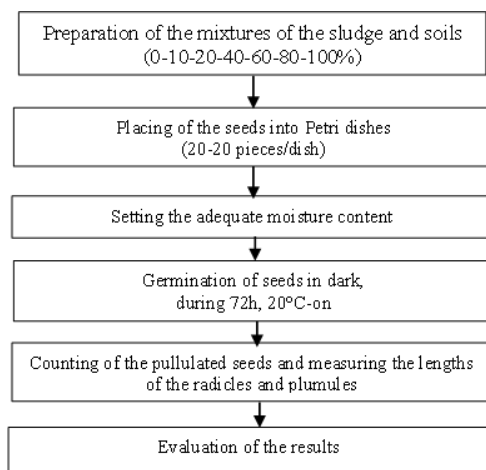 Preparation of the mixtures of the sludge and soils
(0-10-20-40-60-80-100%)
Placing of the seeds into Petri dishes
(20-20 pieces/dish)
Setting the adequate moisture content
Germination of seeds in dark,
during 72h, 20°C-on
Counting of the pullulated seeds and measuring the lengths
of the radicles and plumules
Evaluation of the results